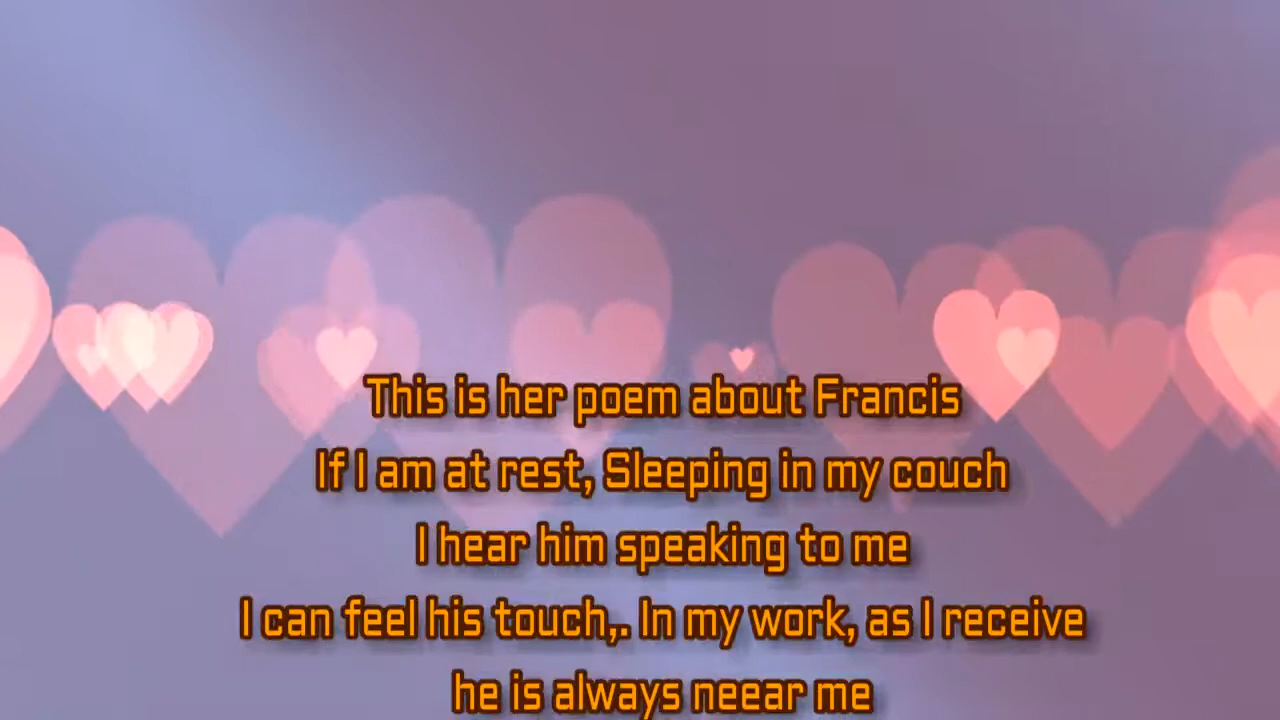 This is her poem about Francis
If I am at rest, Sleeping in my couch
I hear him speaking to me
I can feel his touch,. In my work, as I receive
he is always neear me